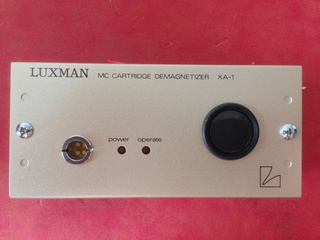 LUXMAN MC CARTRIDGE DEMAGNETIZER XA-1
power operate